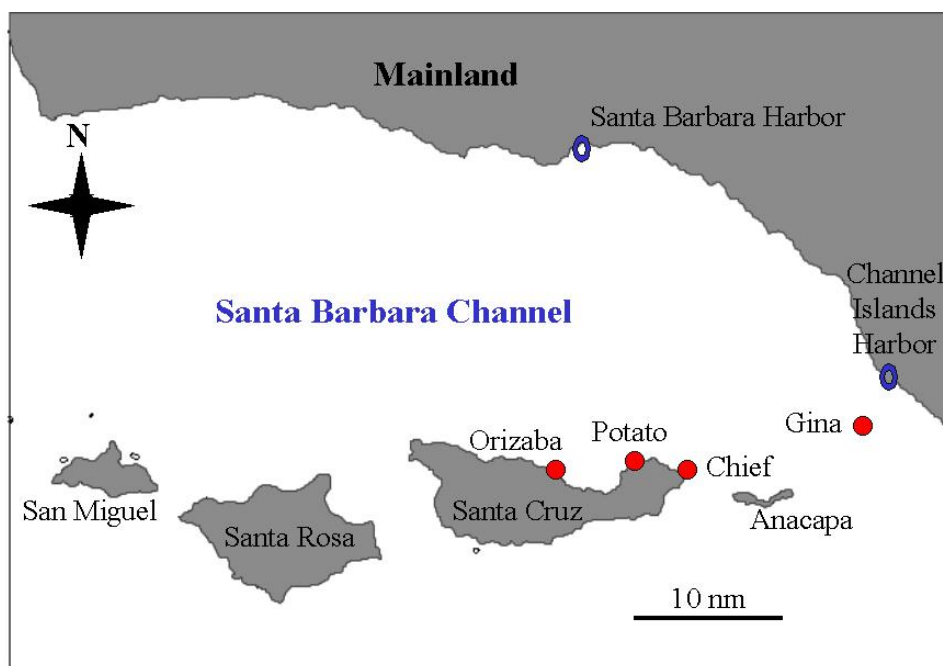 Mainland
Santa Barbara Harbor
N
Channel
Islands
Harbor
Santa Barbara Channel
Gina
Potato
Orizaba
Chief
San Miguel
Santa Rosa
Santa Cruz
Anacapa
10 nm